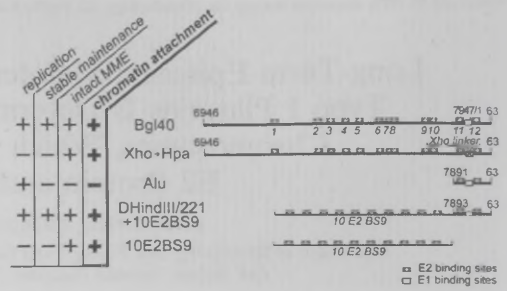 replication
stable maintenance
intact MME
chromatin attachment
6946 7947/1 63
+ + + + Bgl40
1 2 3 4 5 6 7 8 9 10 11 12
6946 Xho linker 63
− − + + Xho+Hpa
7891 63
+ − − − Alu
7893 63
+ + + + DHindIII/221
+10E2BS9
10 E2 BS9
− − + + 10E2BS9
10 E2 BS9
E2 binding sites
E1 binding sites